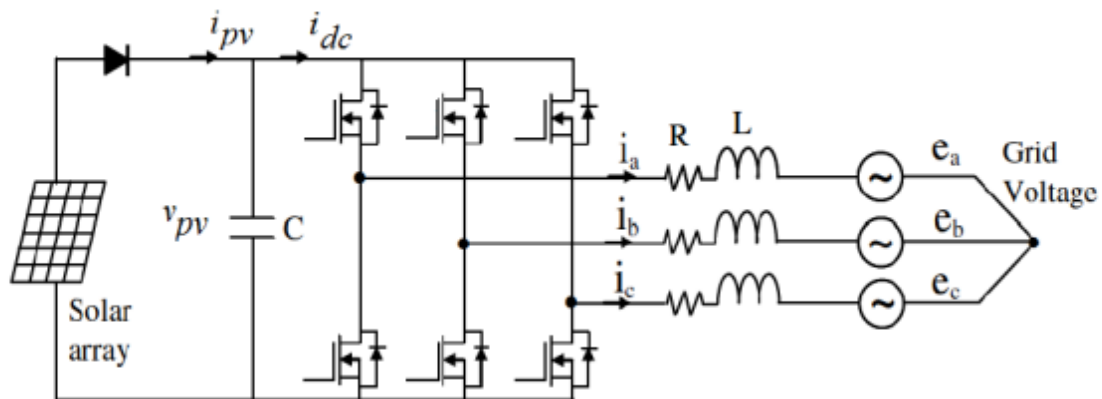 i_pv
i_dc
R
L
i_a
e_a
Grid
Voltage
v_pv
C
i_b
e_b
i_c
e_c
Solar
array